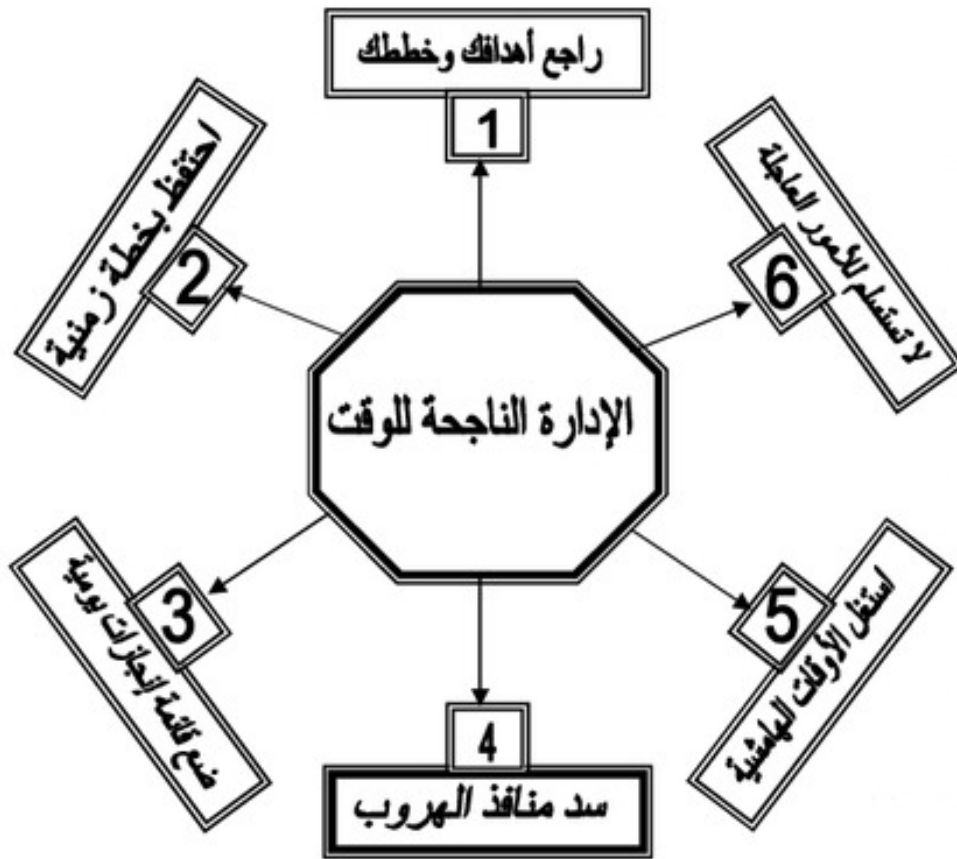 راجع أهدافك وخططك
1
احتفظ بخطة زمنية
2
ضع قائمة إنجازات يومية
3
سد منافذ الهروب
4
استغل الأوقات الهامشية
5
لا تستسلم للأمور العاجلة
6
الإدارة الناجحة للوقت